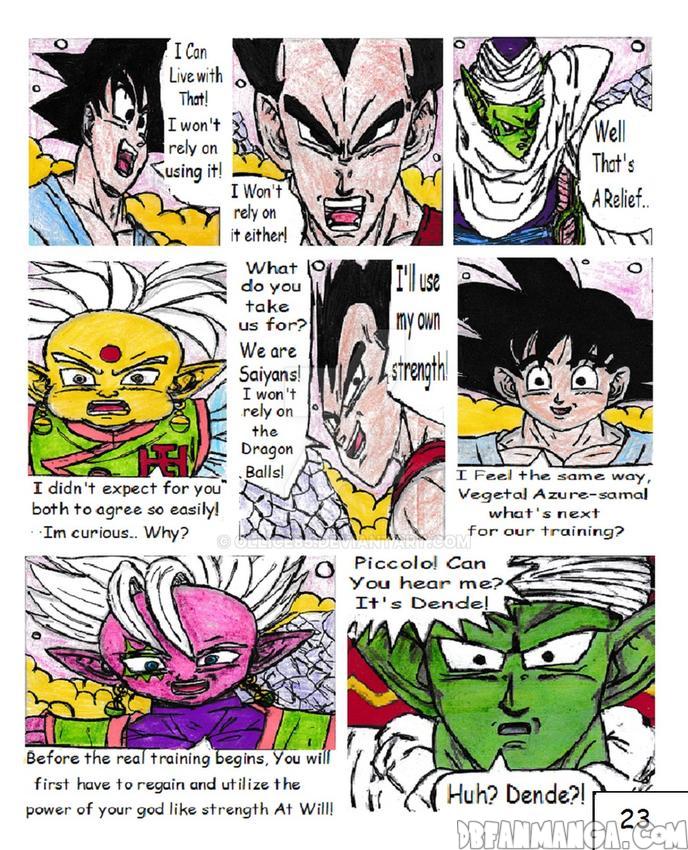 I Can
Live with
That!
I won't
rely on
using it!
I Won't
rely on
it either!
Well
That's
A Relief..
I didn't expect for you
both to agree so easily!
Im curious.. Why?
What
do you
take
us for?
We are
Saiyans!
I won't
rely on
the
Dragon
Balls!
I'll use
my own
strength!
I Feel the same way,
Vegeta! Azure-sama!
what's next
for our training?
Before the real training begins, You will
first have to regain and utilize the
power of your god like strength At Will!
Piccolo! Can
You hear me?
It's Dende!
Huh? Dende?!
23
DBFANMANGA.COM